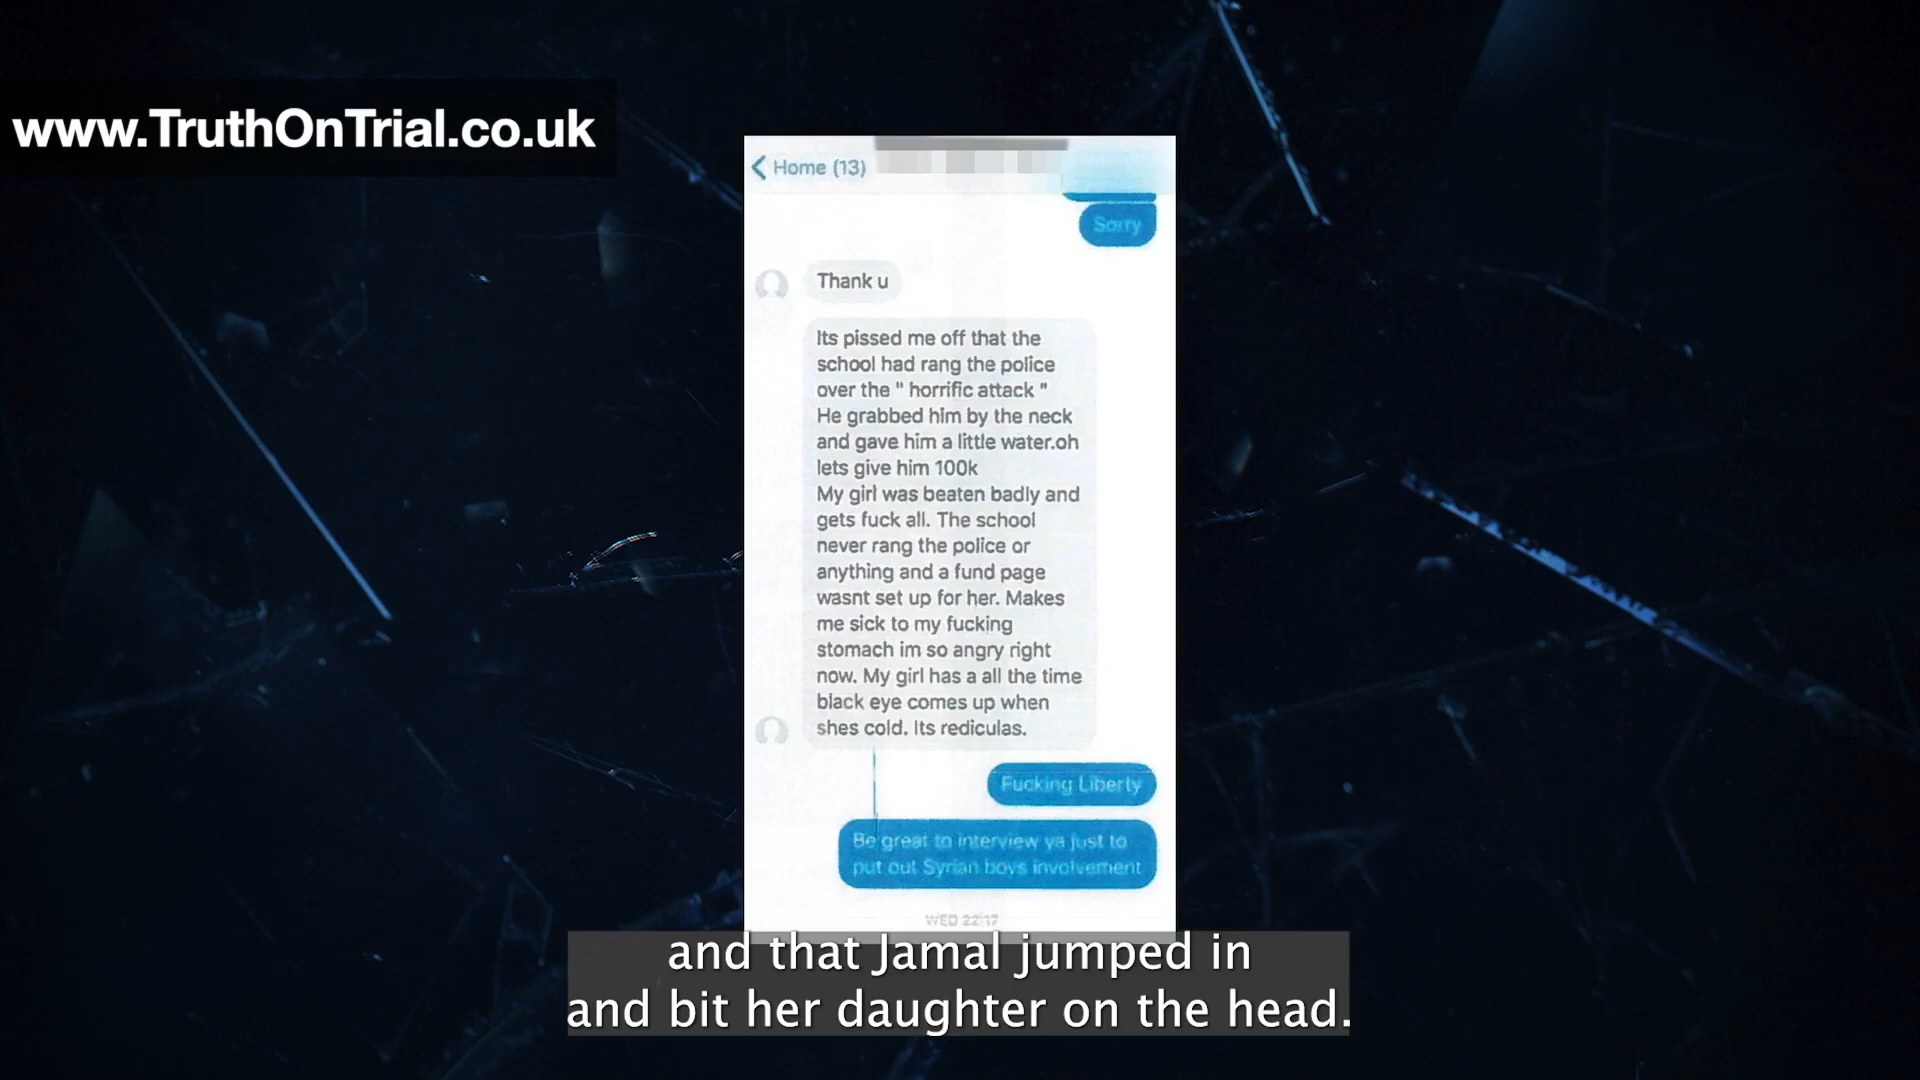 www.TruthOnTrial.co.uk
Home (13)
Sorry
Thank u
Its pissed me off that the
school had rang the police
over the " horrific attack "
He grabbed him by the neck
and gave him a little water.oh
lets give him 100k
My girl was beaten badly and
gets fuck all. The school
never rang the police or
anything and a fund page
wasnt set up for her. Makes
me sick to my fucking
stomach im so angry right
now. My girl has a all the time
black eye comes up when
shes cold. Its rediculas.
Fucking Liberty
Be great to interview ya just to
put out Syrian boys involvement
WED 22:17
and that Jamal jumped in
and bit her daughter on the head.